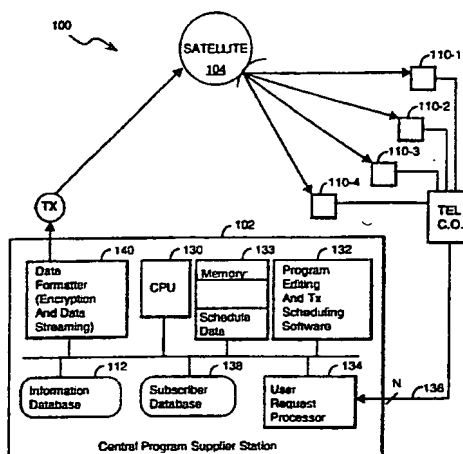 100
SATELLITE
104
110-1
110-2
110-3
110-4
TX
TEL
C.O.
102
140
Data
Formatter
(Encryption
And Data
Streaming)
130
CPU
133
Memory
Schedule
Data
132
Program
Editing
And Tx
Scheduling
Software
112
Information
Database
138
Subscriber
Database
134
User
Request
Processor
N
136
Central Program Supplier Station